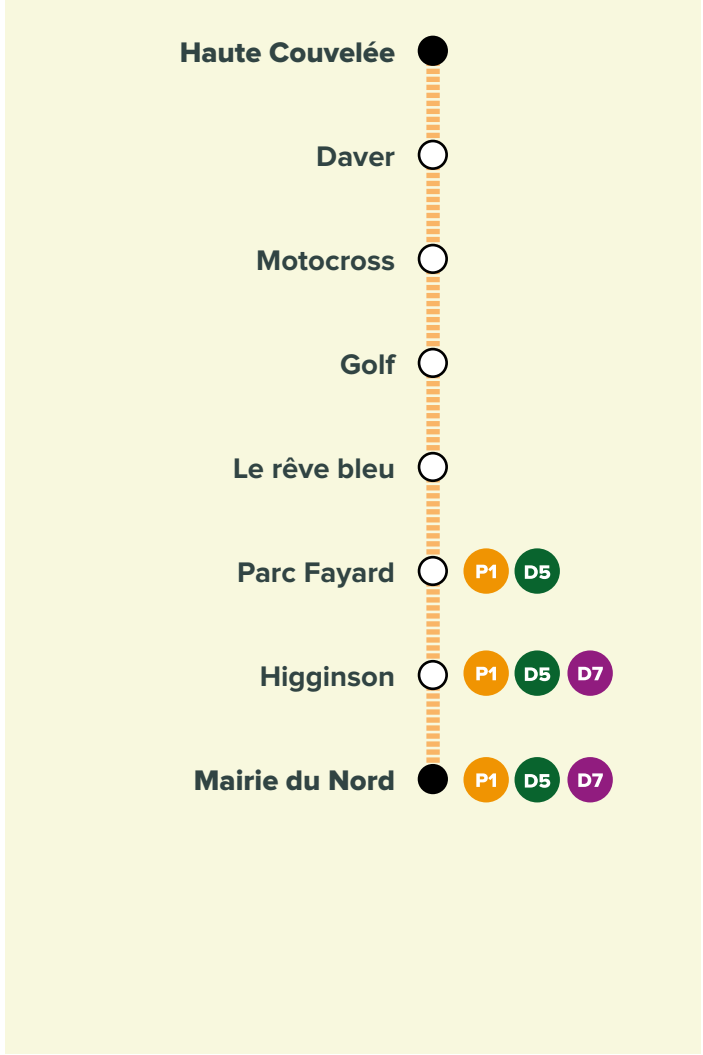 Haute Couvelée
Daver
Motocross
Golf
Le rêve bleu
Parc Fayard P1 D5
Higginson P1 D5 D7
Mairie du Nord P1 D5 D7